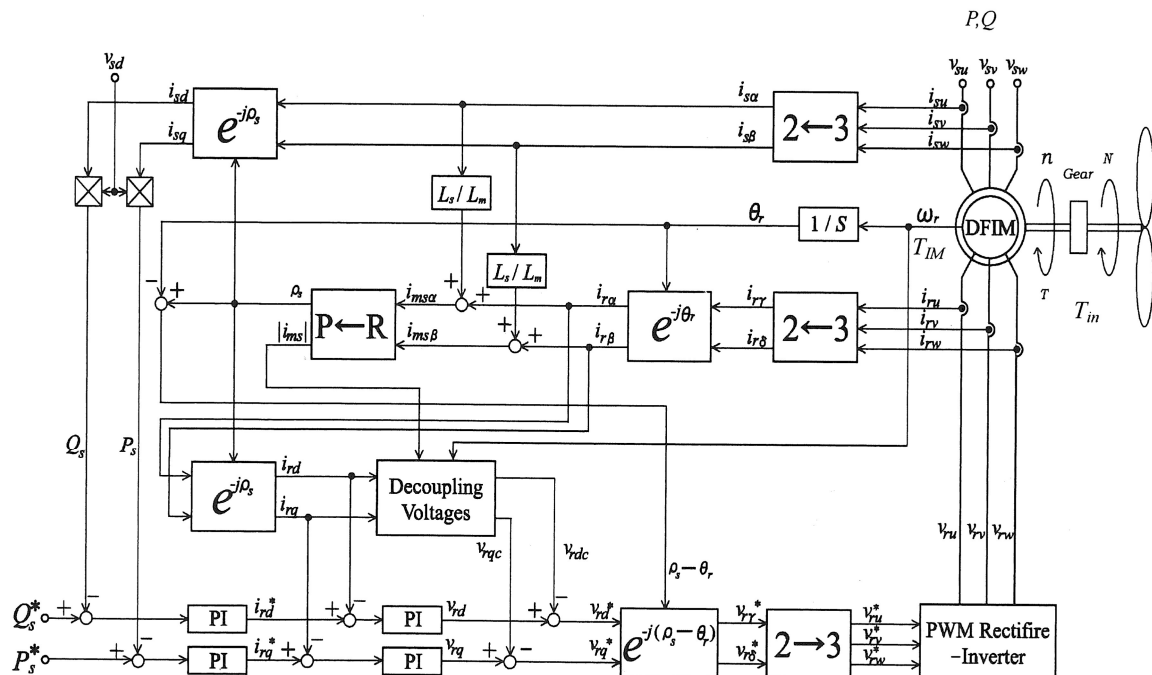 P,Q
v_sd
v_su v_sv v_sw
i_sd
i_sq
e^-jρ_s
i_sα
i_sβ
2←3
i_su
i_sv
i_sw
L_s / L_m
L_s / L_m
θ_r
1 / S
ω_r
T_IM
DFIM
n
Gear
N
T
T_in
− +
ρ_s
|i_ms|
P←R
i_msα
i_msβ
+ +
+ +
i_rα
i_rβ
e^-jθ_r
i_rγ
i_rδ
2←3
i_ru
i_rv
i_rw
Q_s
P_s
e^-jρ_s
i_rd
i_rq
Decoupling
Voltages
v_rqc
v_rdc
ρ_s − θ_r
v_ru v_rv v_rw
Q_s^*
+ −
PI
i_rd^*
+ −
PI
v_rd
+ −
v_rd^*
P_s^*
+ −
PI
i_rq^*
+ −
PI
v_rq
+ −
v_rq^*
e^-j(ρ_s − θ_r)
v_rγ^*
v_rδ^*
2→3
v_ru^*
v_rv^*
v_rw^*
PWM Rectifire
−Inverter